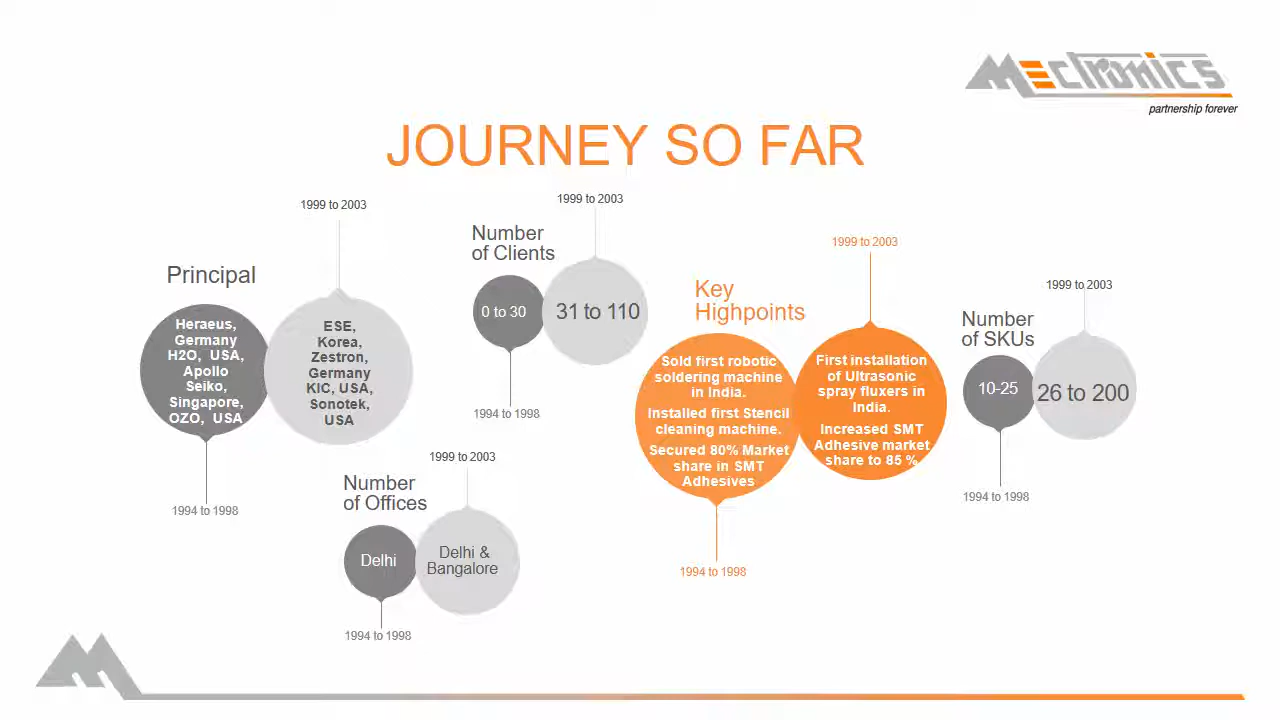 MECTRONICS
partnership forever
JOURNEY SO FAR
1999 to 2003
Principal
Heraeus,
Germany
H2O, USA,
Apollo
Seiko,
Singapore,
OZO, USA
ESE,
Korea,
Zestron,
Germany
KIC, USA,
Sonotek,
USA
1994 to 1998
1999 to 2003
Number
of Clients
0 to 30
31 to 110
1994 to 1998
1999 to 2003
Number
of Offices
Delhi
Delhi &
Bangalore
1994 to 1998
1999 to 2003
Key
Highpoints
Sold first robotic
soldering machine
in India.
Installed first Stencil
cleaning machine.
Secured 80% Market
share in SMT
Adhesives
First installation
of Ultrasonic
spray fluxers in
India.
Increased SMT
Adhesive market
share to 85 %
1994 to 1998
1999 to 2003
Number
of SKUs
10-25
26 to 200
1994 to 1998